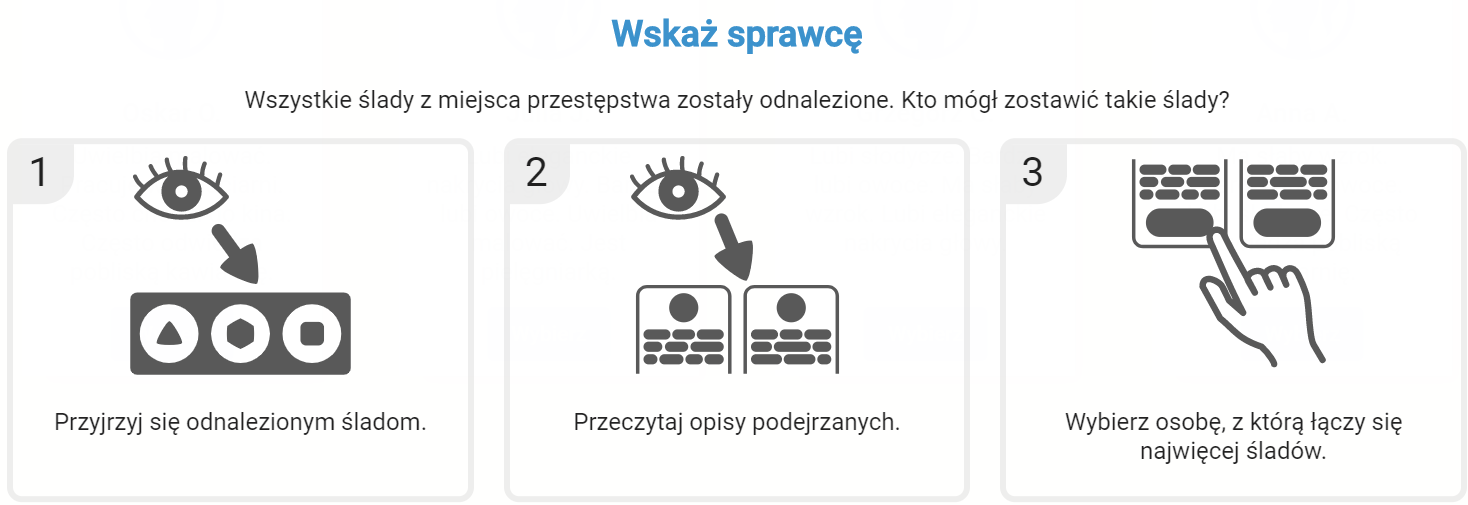 Wskaż sprawcę
Wszystkie ślady z miejsca przestępstwa zostały odnalezione. Kto mógł zostawić takie ślady?
1
Przyjrzyj się odnalezionym śladom.
2
Przeczytaj opisy podejrzanych.
3
Wybierz osobę, z którą łączy się
najwięcej śladów.